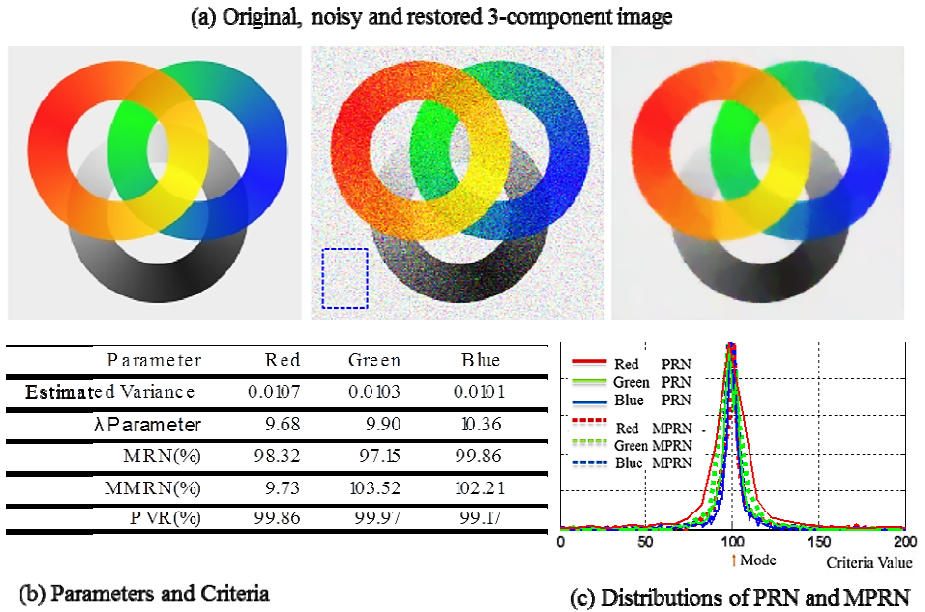 (a) Original, noisy and restored 3-component image
Parameter Red Green Blue
Estimated Variance 0.0107 0.0103 0.0101
λ Parameter 9.68 9.90 10.36
MRN(%) 98.32 97.15 99.86
MMRN(%) 9.73 103.52 102.21
PVR(%) 99.86 99.97 99.17
(b) Parameters and Criteria
Red PRN
Green PRN
Blue PRN
Red MPRN
Green MPRN
Blue MPRN
0 50 100 150 200
↑ Mode Criteria Value
(c) Distributions of PRN and MPRN